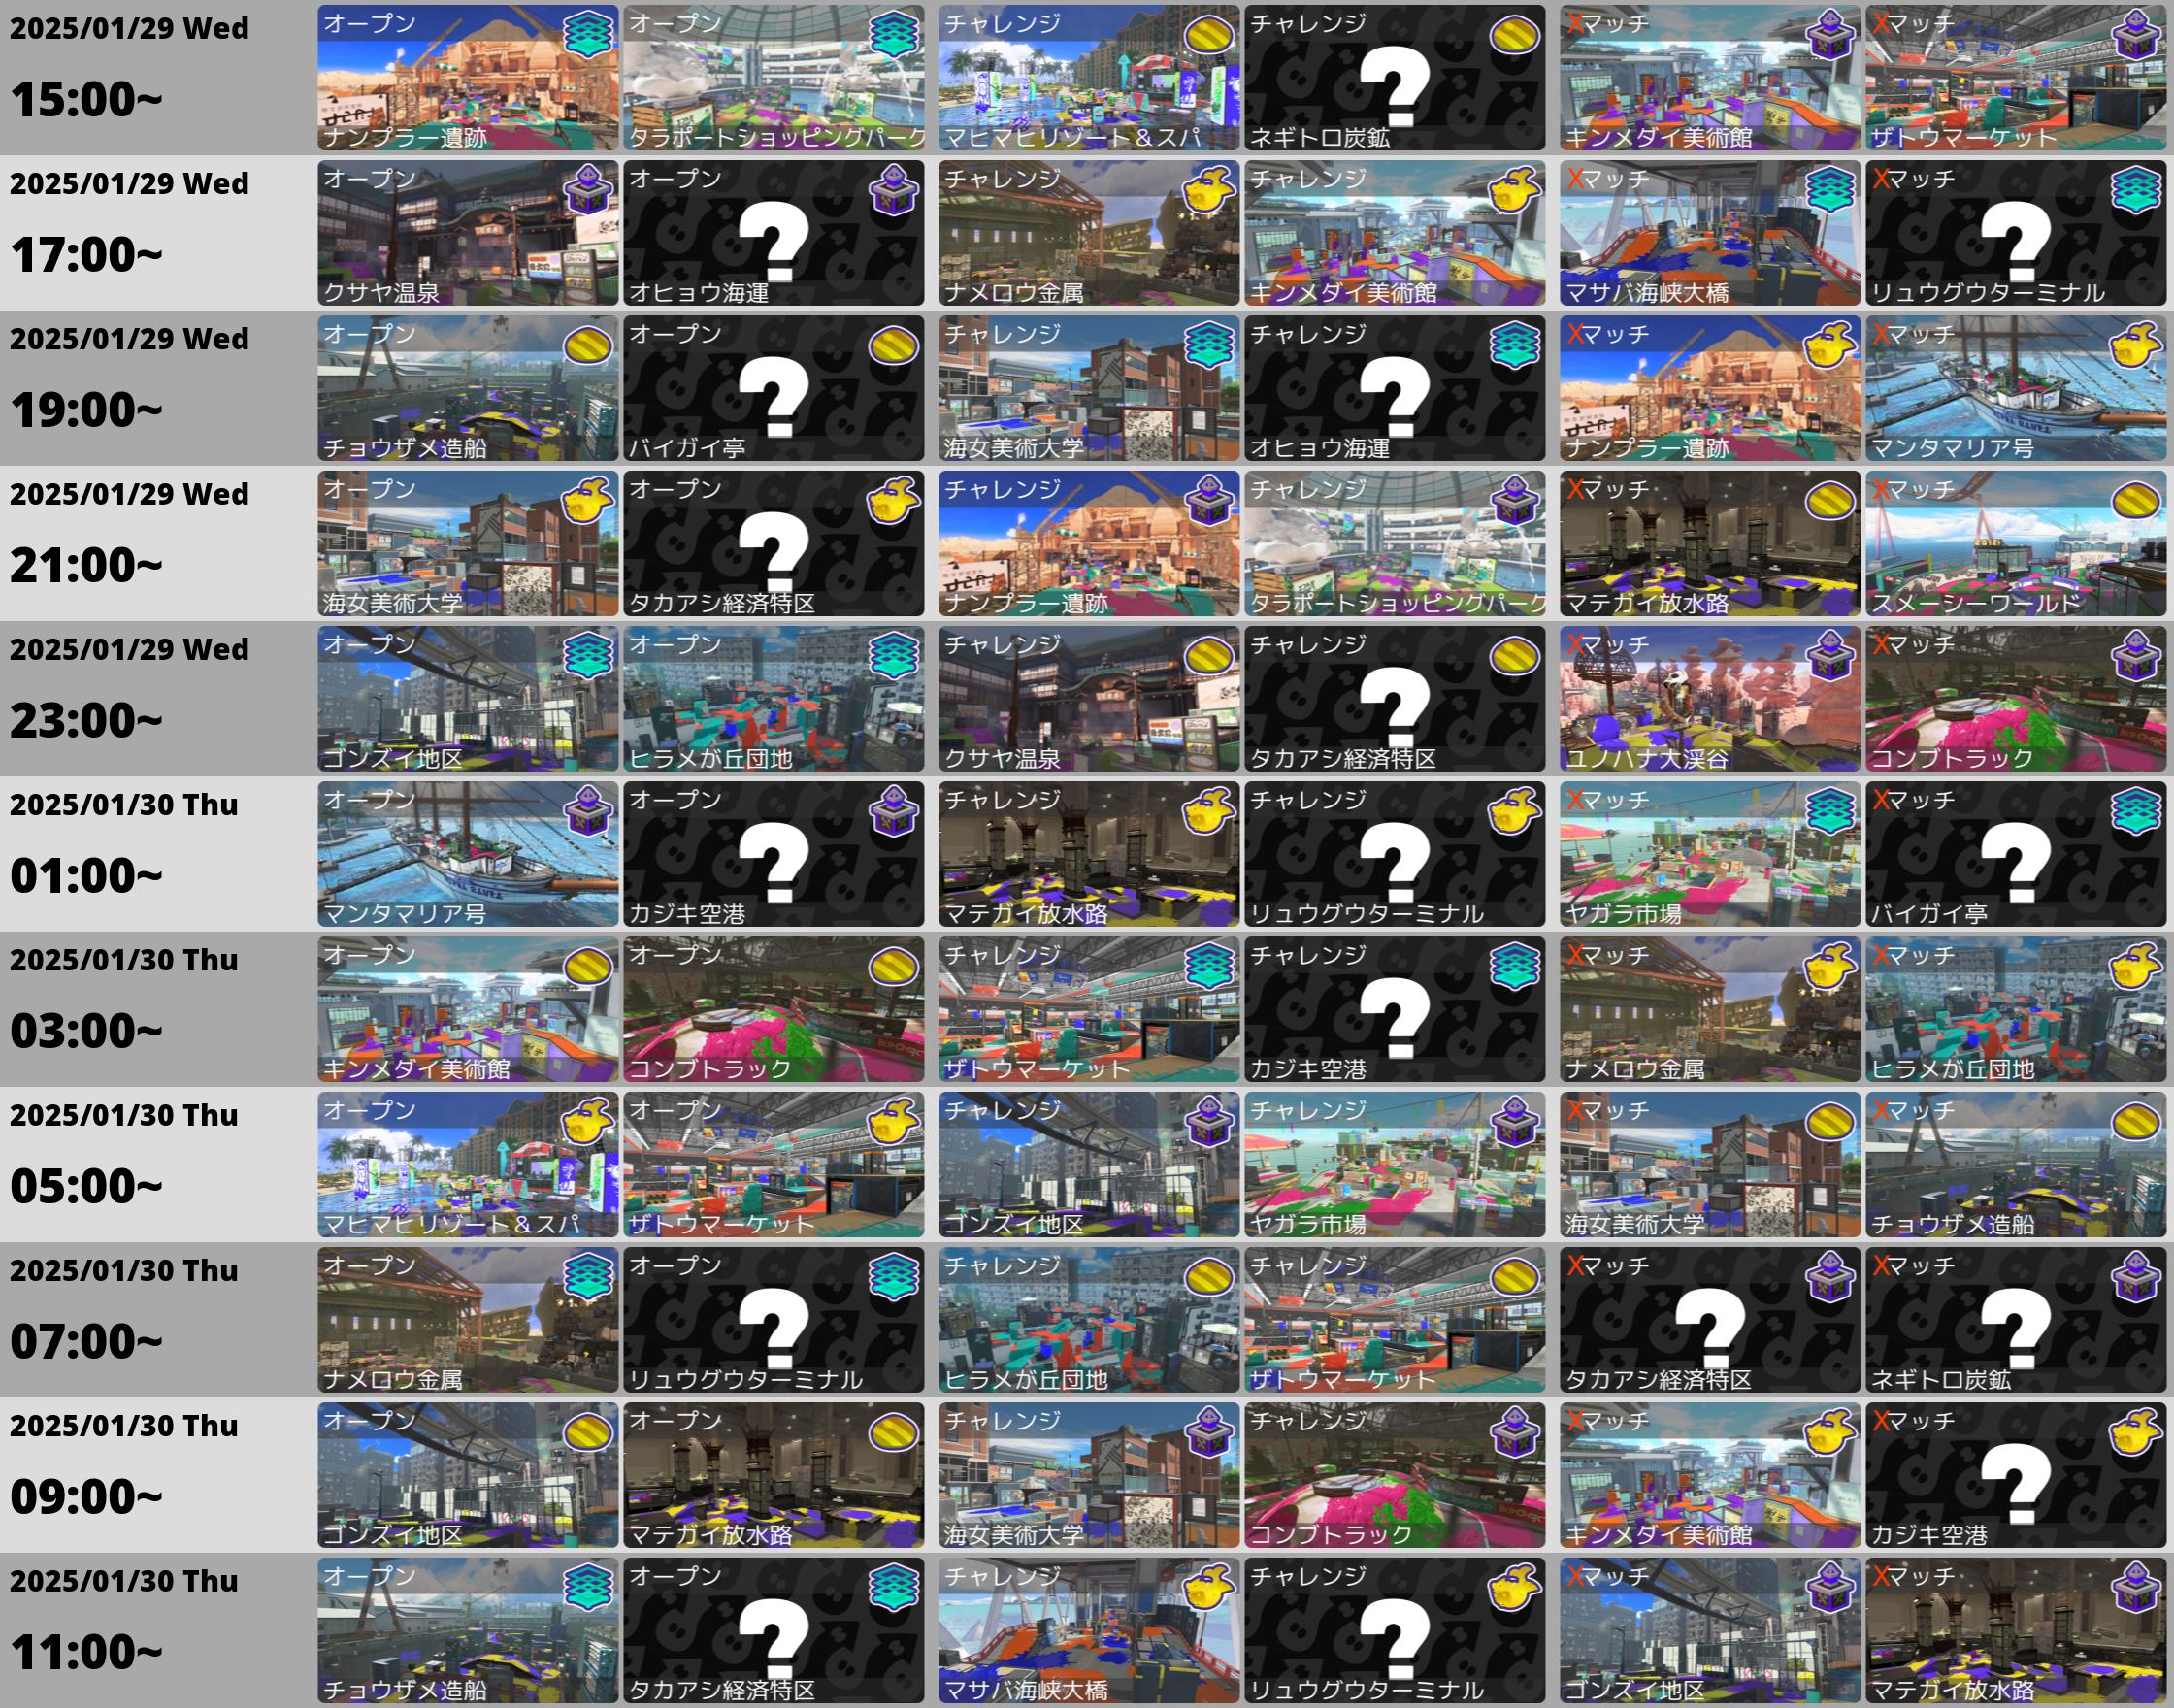 2025/01/29 Wed
15:00~
オープン
ナンプラー遺跡
オープン
タラポートショッピングパーク
チャレンジ
マヒマヒリゾート&スパ
チャレンジ
ネギトロ炭鉱
Xマッチ
キンメダイ美術館
Xマッチ
ザトウマーケット
2025/01/29 Wed
17:00~
オープン
クサヤ温泉
オープン
オヒョウ海運
チャレンジ
ナメロウ金属
チャレンジ
キンメダイ美術館
Xマッチ
マサバ海峡大橋
Xマッチ
リュウグウターミナル
2025/01/29 Wed
19:00~
オープン
チョウザメ造船
オープン
バイガイ亭
チャレンジ
海女美術大学
チャレンジ
オヒョウ海運
Xマッチ
ナンプラー遺跡
Xマッチ
マンタマリア号
2025/01/29 Wed
21:00~
オープン
海女美術大学
オープン
タカアシ経済特区
チャレンジ
ナンプラー遺跡
チャレンジ
タラポートショッピングパーク
Xマッチ
マテガイ放水路
Xマッチ
スメーシーワールド
2025/01/29 Wed
23:00~
オープン
ゴンズイ地区
オープン
ヒラメが丘団地
チャレンジ
クサヤ温泉
チャレンジ
タカアシ経済特区
Xマッチ
ユノハナ大渓谷
Xマッチ
コンブトラック
2025/01/30 Thu
01:00~
オープン
マンタマリア号
オープン
カジキ空港
チャレンジ
マテガイ放水路
チャレンジ
リュウグウターミナル
Xマッチ
ヤガラ市場
Xマッチ
バイガイ亭
2025/01/30 Thu
03:00~
オープン
キンメダイ美術館
オープン
コンブトラック
チャレンジ
ザトウマーケット
チャレンジ
カジキ空港
Xマッチ
ナメロウ金属
Xマッチ
ヒラメが丘団地
2025/01/30 Thu
05:00~
オープン
マヒマヒリゾート&スパ
オープン
ザトウマーケット
チャレンジ
ゴンズイ地区
チャレンジ
ヤガラ市場
Xマッチ
海女美術大学
Xマッチ
チョウザメ造船
2025/01/30 Thu
07:00~
オープン
ナメロウ金属
オープン
リュウグウターミナル
チャレンジ
ヒラメが丘団地
チャレンジ
ザトウマーケット
Xマッチ
タカアシ経済特区
Xマッチ
ネギトロ炭鉱
2025/01/30 Thu
09:00~
オープン
ゴンズイ地区
オープン
マテガイ放水路
チャレンジ
海女美術大学
チャレンジ
コンブトラック
Xマッチ
キンメダイ美術館
Xマッチ
カジキ空港
2025/01/30 Thu
11:00~
オープン
チョウザメ造船
オープン
タカアシ経済特区
チャレンジ
マサバ海峡大橋
チャレンジ
リュウグウターミナル
Xマッチ
ゴンズイ地区
Xマッチ
マテガイ放水路